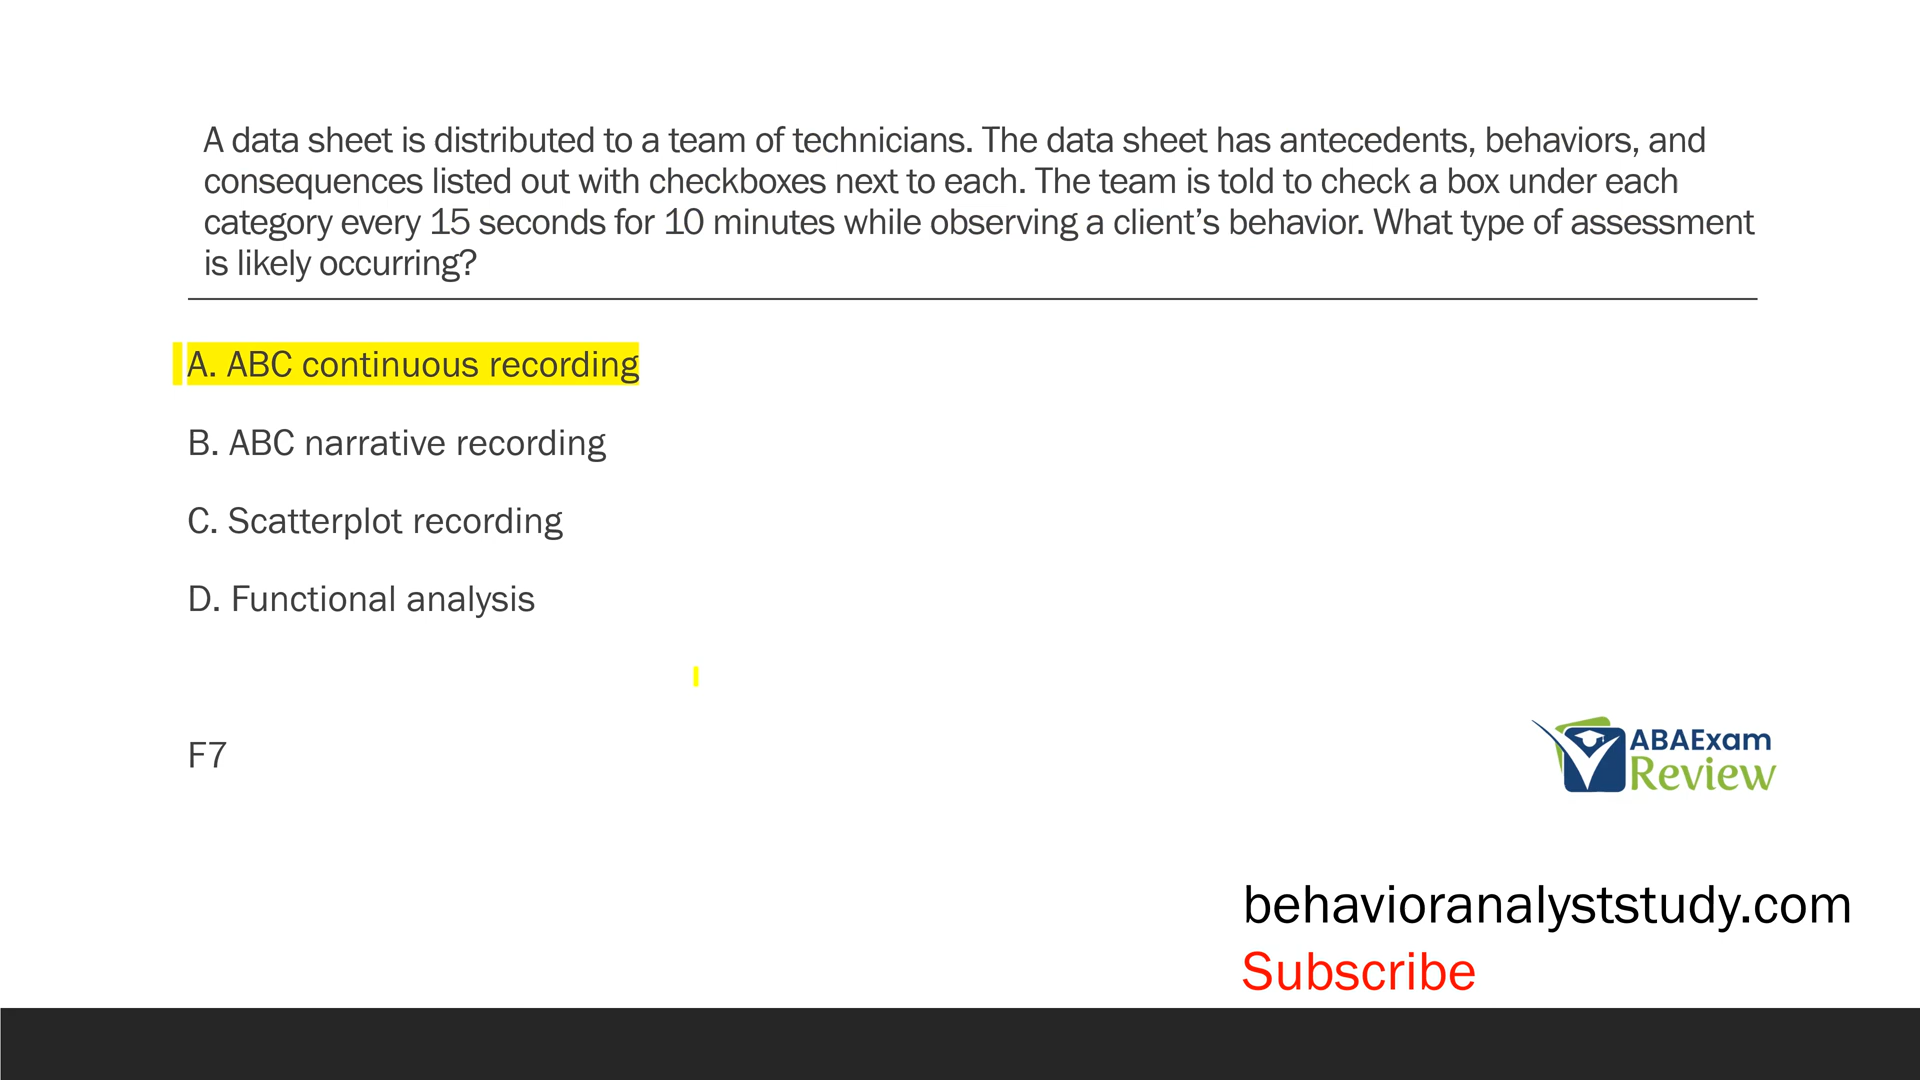 A data sheet is distributed to a team of technicians. The data sheet has antecedents, behaviors, and
consequences listed out with checkboxes next to each. The team is told to check a box under each
category every 15 seconds for 10 minutes while observing a client’s behavior. What type of assessment
is likely occurring?
A. ABC continuous recording
B. ABC narrative recording
C. Scatterplot recording
D. Functional analysis
F7
ABAExam
Review
behavioranalyststudy.com
Subscribe